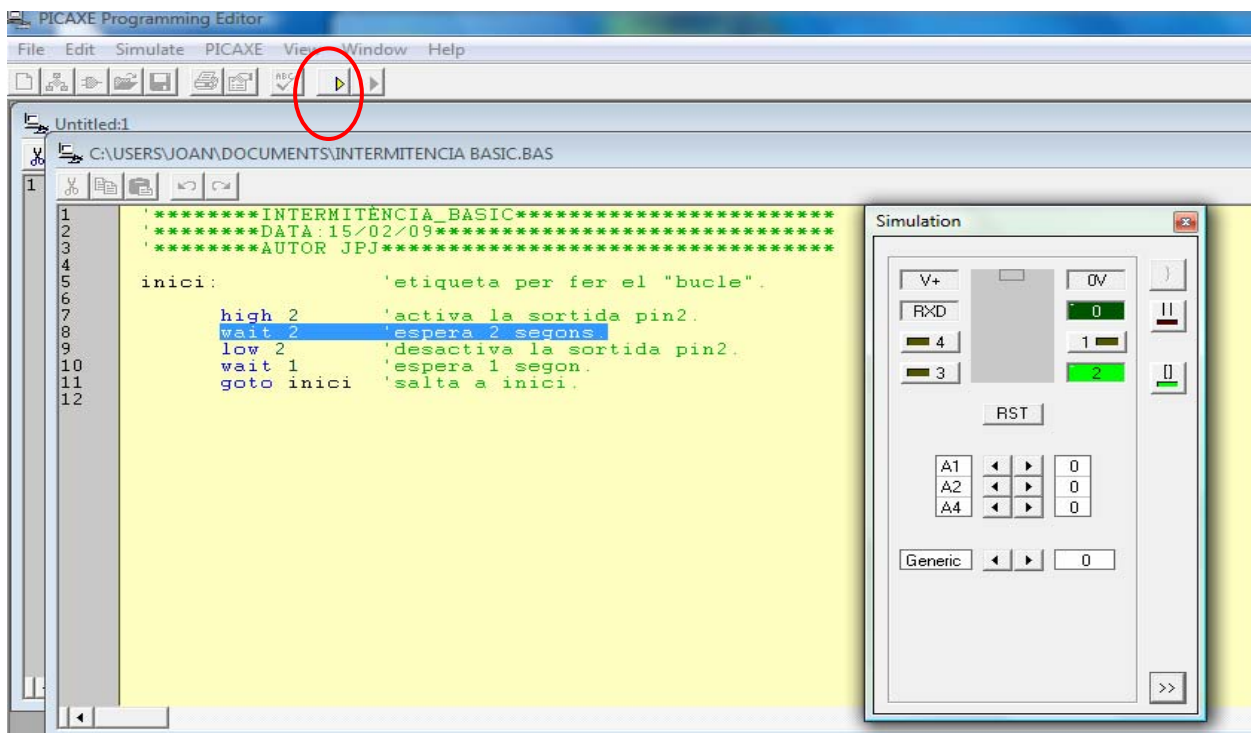 PICAXE Programming Editor
File Edit Simulate PICAXE View Window Help
ABC
Untitled:1
C:\USERS\JOAN\DOCUMENTS\INTERMITENCIA BASIC.BAS
1
1 '********INTERMITÈNCIA_BASIC************************
2 '********DATA:15/02/09******************************
3 '********AUTOR JPJ**********************************
4
5 inici: 'etiqueta per fer el "bucle".
6
7 high 2 'activa la sortida pin2.
8 wait 2 'espera 2 segons.
9 low 2 'desactiva la sortida pin2.
10 wait 1 'espera 1 segon.
11 goto inici 'salta a inici.
12
Simulation
V+ 0V
RXD 0
4 1
3 2
RST
A1 0
A2 0
A4 0
Generic 0
>>